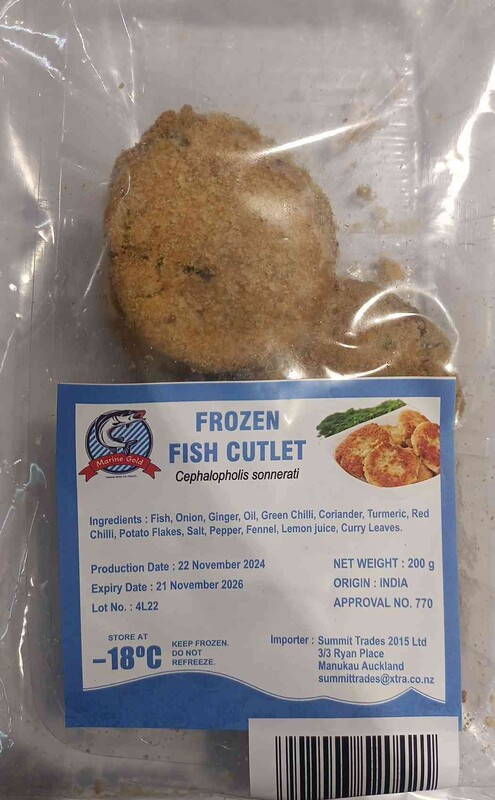 FROZEN
FISH CUTLET
Cephalopholis sonnerati
Marine Gold
Ingredients : Fish, Onion, Ginger, Oil, Green Chilli, Coriander, Turmeric, Red
Chilli, Potato Flakes, Salt, Pepper, Fennel, Lemon juice, Curry Leaves.
Production Date : 22 November 2024
Expiry Date : 21 November 2026
Lot No. : 4L22
NET WEIGHT : 200 g
ORIGIN : INDIA
APPROVAL NO. 770
STORE AT
–18ºC
KEEP FROZEN.
DO NOT
REFREEZE.
Importer : Summit Trades 2015 Ltd
3/3 Ryan Place
Manukau Auckland
summittrades@xtra.co.nz